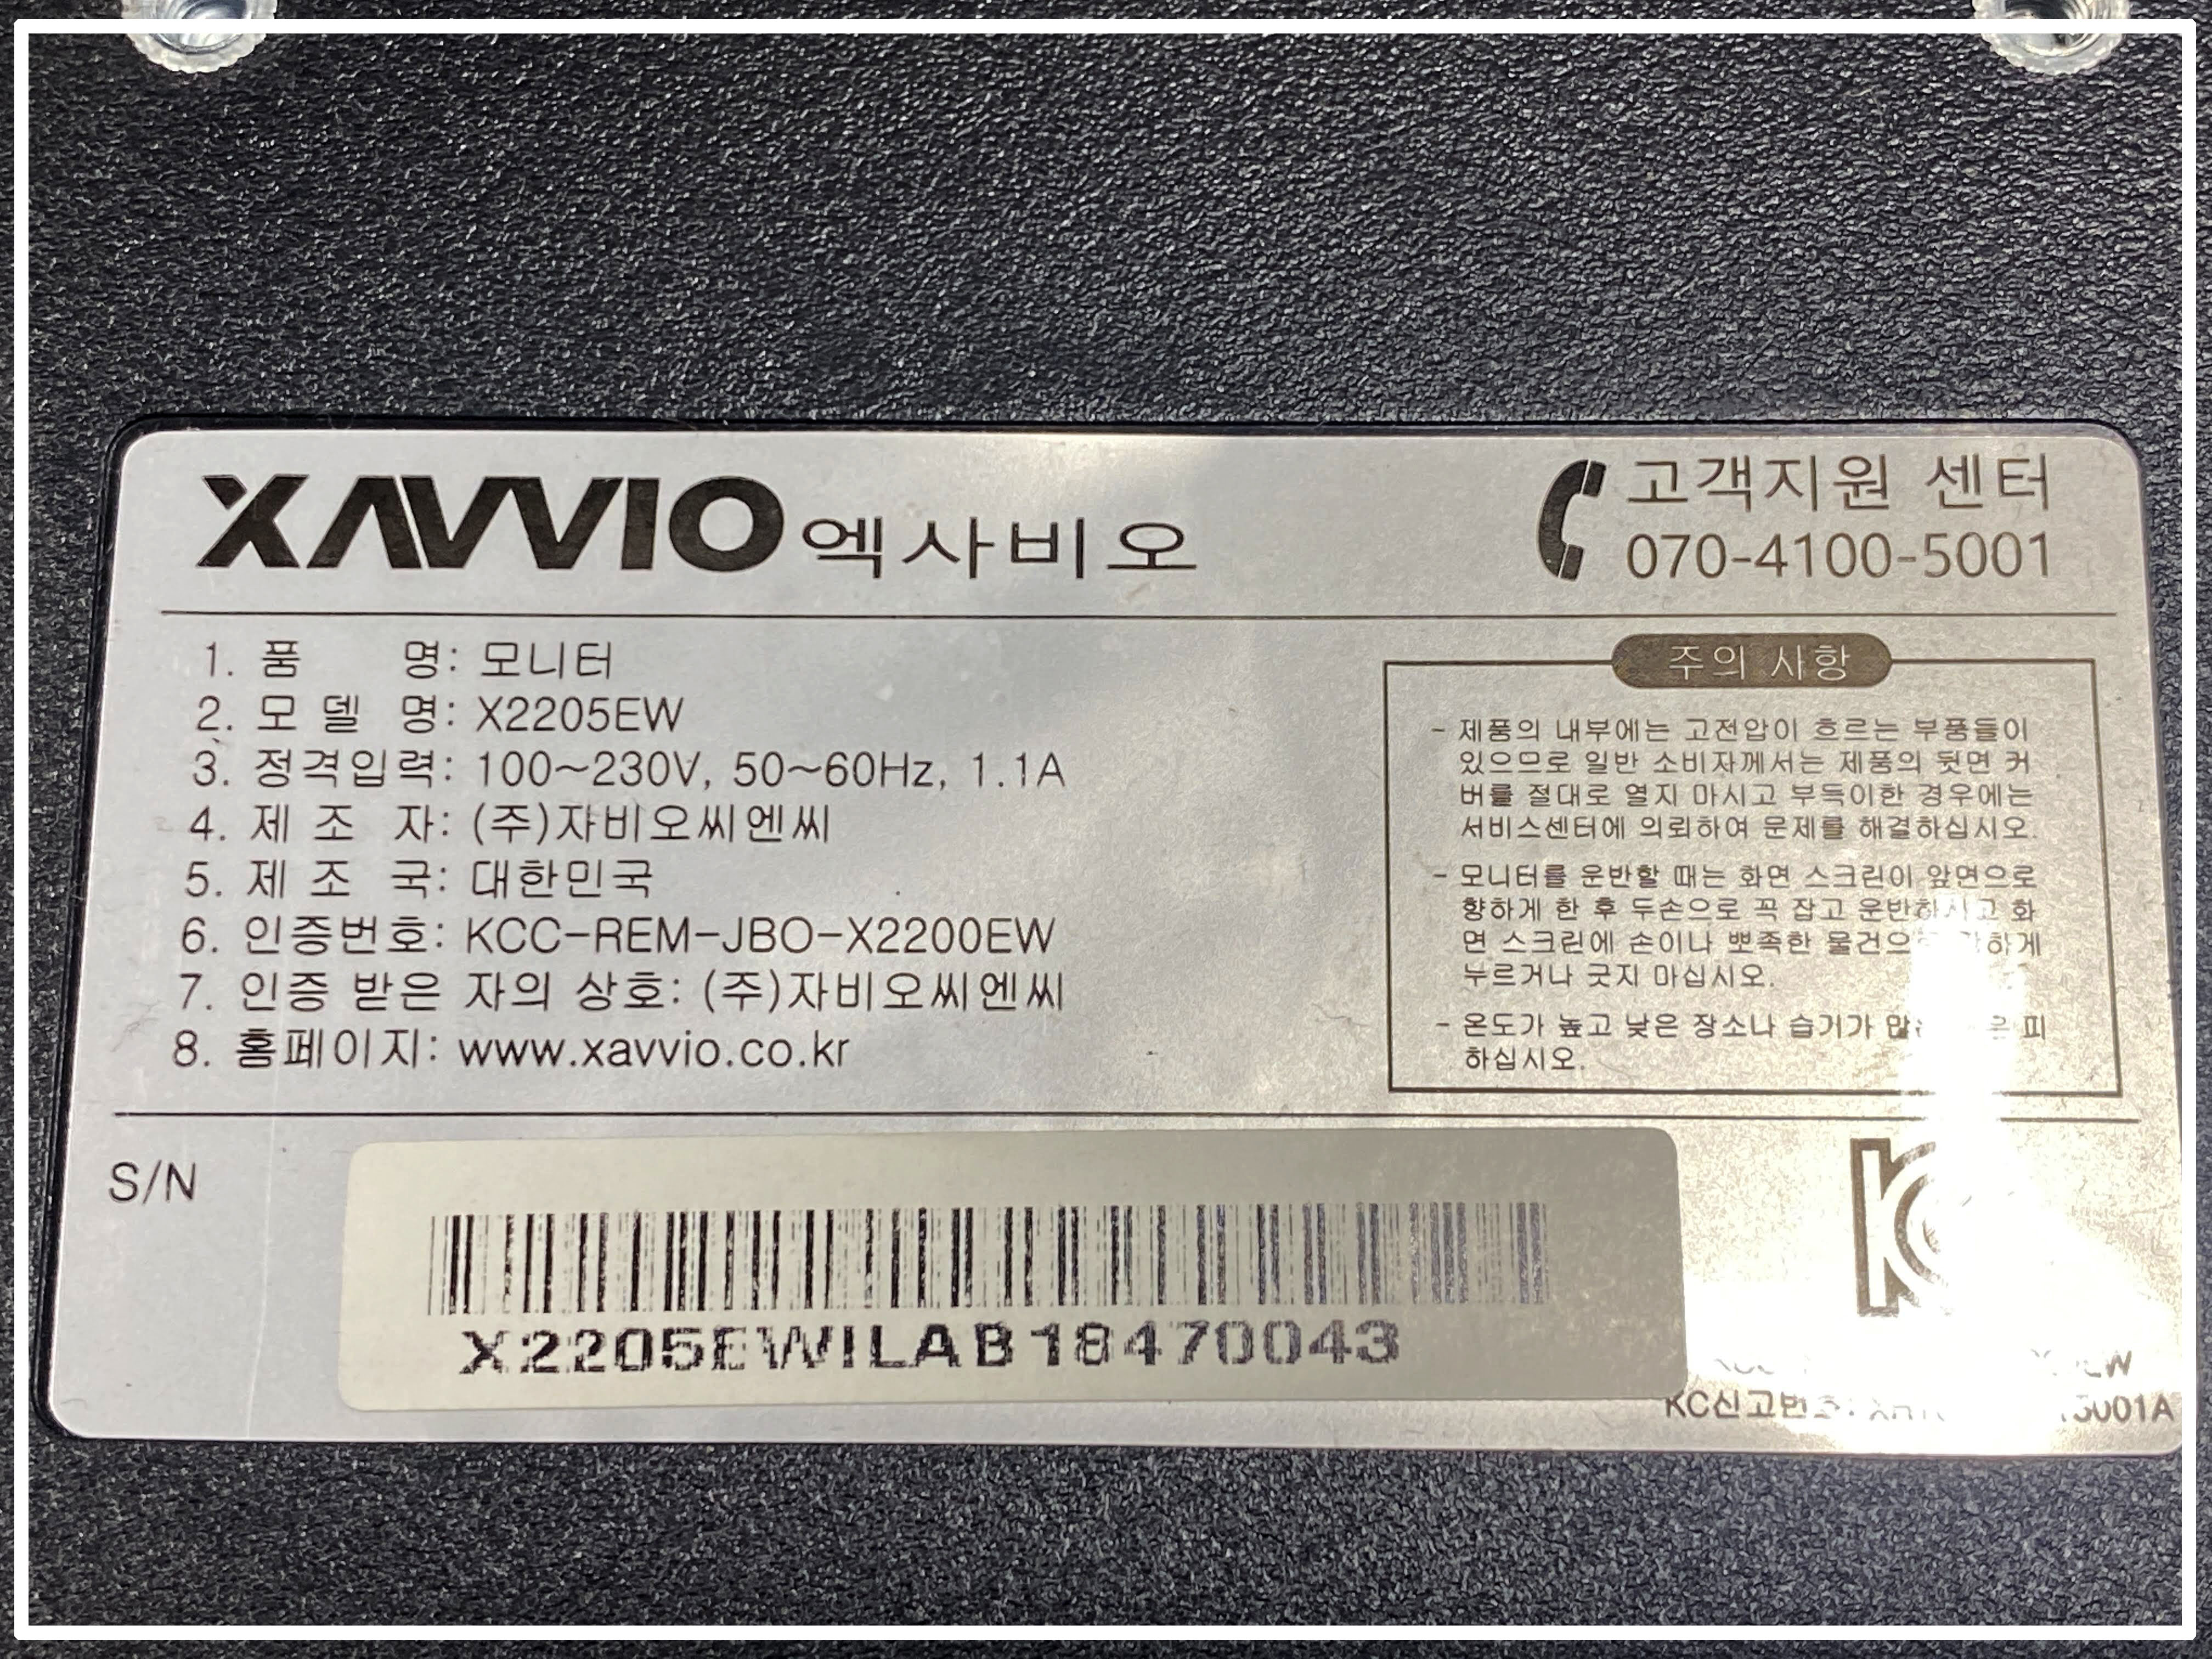 XAVVIO 엑사비오
고객지원 센터
070-4100-5001
1. 품 명: 모니터
2. 모 델 명: X2205EW
3. 정격입력: 100~230V, 50~60Hz, 1.1A
4. 제 조 자: (주)자비오씨엔씨
5. 제 조 국: 대한민국
6. 인증번호: KCC-REM-JBO-X2200EW
7. 인증 받은 자의 상호: (주)자비오씨엔씨
8. 홈페이지: www.xavvio.co.kr
주의 사항
- 제품의 내부에는 고전압이 흐르는 부품들이
있으므로 일반 소비자께서는 제품의 뒷면 커
버를 절대로 열지 마시고 부득이한 경우에는
서비스센터에 의뢰하여 문제를 해결하십시오.
- 모니터를 운반할 때는 화면 스크린이 앞면으로
향하게 한 후 두손으로 꼭 잡고 운반하시고 화
면 스크린에 손이나 뾰족한 물건으로 강하게
누르거나 긋지 마십시오.
- 온도가 높고 낮은 장소나 습기가 피
하십시오.
S/N
X2205EWILAB18470043
KC신고번호: